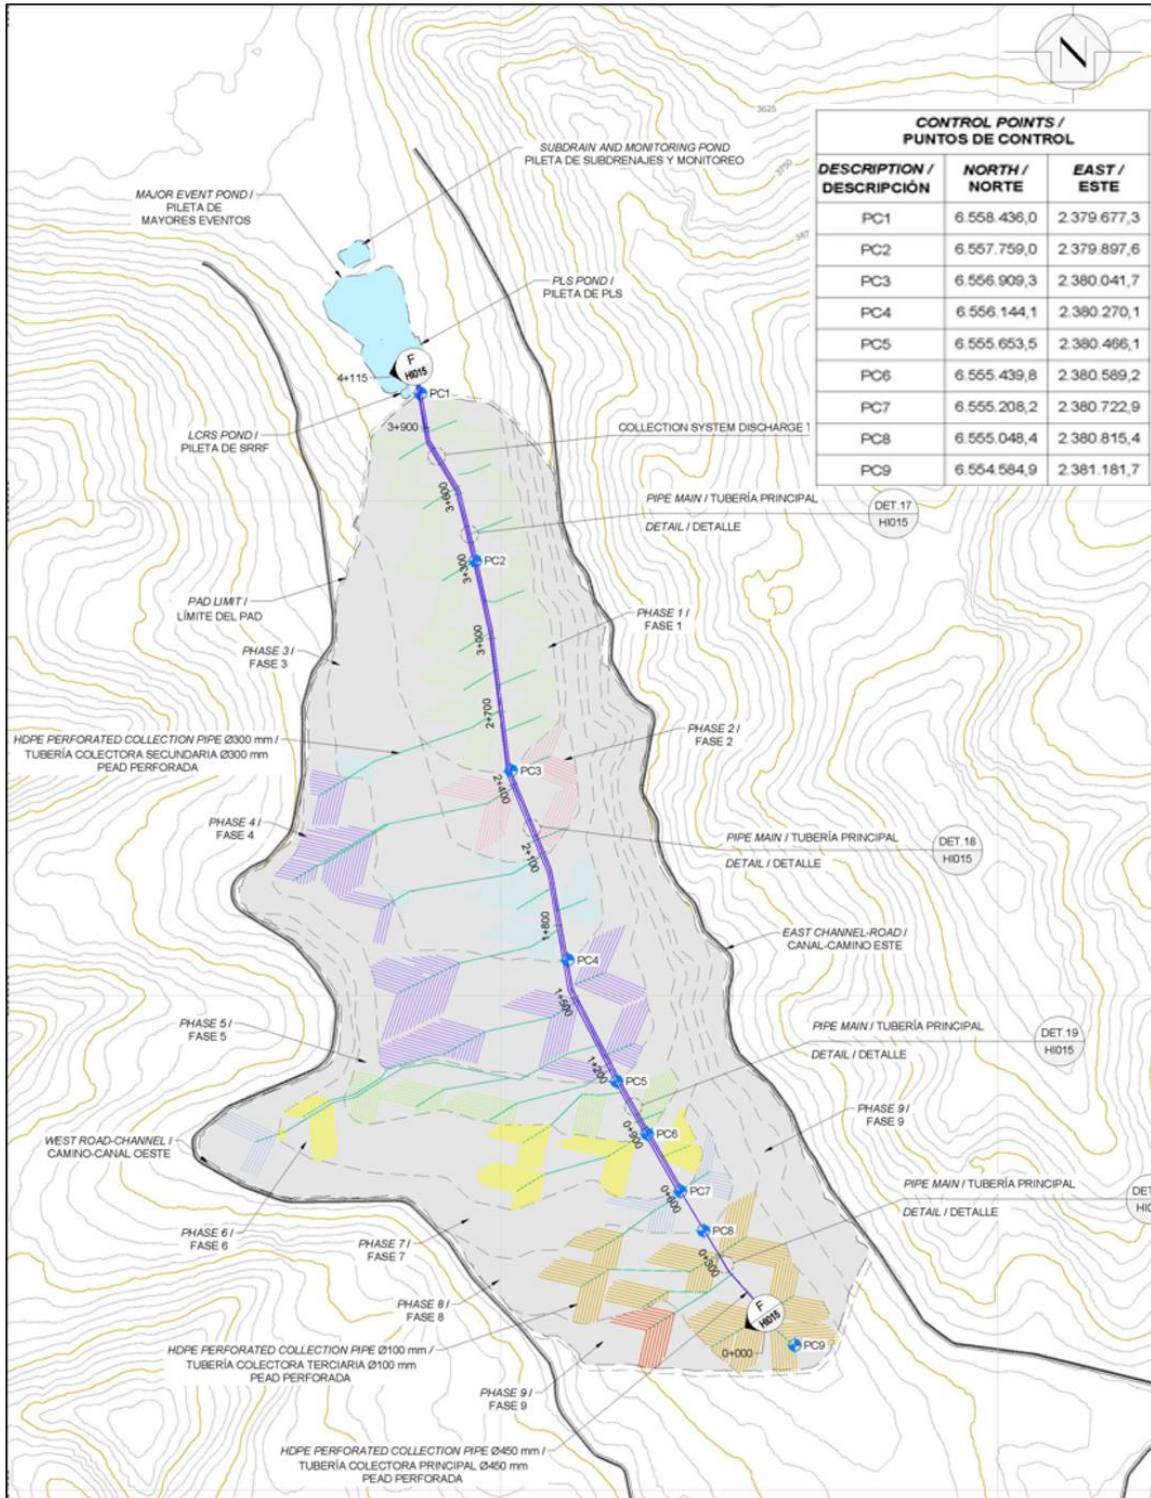 N
3625
3750
CONTROL POINTS /
PUNTOS DE CONTROL
DESCRIPTION / NORTH / EAST /
DESCRIPCIÓN NORTE ESTE
PC1 6.558.436,0 2.379.677,3
PC2 6.557.759,0 2.379.897,6
PC3 6.556.909,3 2.380.041,7
PC4 6.556.144,1 2.380.270,1
PC5 6.555.653,5 2.380.466,1
PC6 6.555.439,8 2.380.589,2
PC7 6.555.208,2 2.380.722,9
PC8 6.555.048,4 2.380.815,4
PC9 6.554.584,9 2.381.181,7
SUBDRAIN AND MONITORING POND
PILETA DE SUBDRENAJES Y MONITOREO
MAJOR EVENT POND /
PILETA DE
MAYORES EVENTOS
PLS POND /
PILETA DE PLS
F
HI015
4+115
PC1
3+900
LCRS POND /
PILETA DE SRRF
COLLECTION SYSTEM DISCHARGE
3+600
PIPE MAIN / TUBERÍA PRINCIPAL
DETAIL / DETALLE
DET.17
HI015
PC2
3+300
PAD LIMIT /
LÍMITE DEL PAD
PHASE 1 /
FASE 1
3+000
PHASE 3 /
FASE 3
2+700
PHASE 2 /
FASE 2
HDPE PERFORATED COLLECTION PIPE Ø300 mm /
TUBERÍA COLECTORA SECUNDARIA Ø300 mm
PEAD PERFORADA
PC3
2+400
PHASE 4 /
FASE 4
PIPE MAIN / TUBERÍA PRINCIPAL
DETAIL / DETALLE
DET.18
HI015
2+100
1+800
EAST CHANNEL-ROAD /
CANAL-CAMINO ESTE
PC4
1+500
PHASE 5 /
FASE 5
PIPE MAIN / TUBERÍA PRINCIPAL
DETAIL / DETALLE
DET.19
HI015
1+200
PC5
PHASE 9 /
FASE 9
0+900
PC6
WEST ROAD-CHANNEL /
CAMINO-CANAL OESTE
PIPE MAIN / TUBERÍA PRINCIPAL
DETAIL / DETALLE
PC7
0+600
PHASE 6 /
FASE 6
PHASE 7 /
FASE 7
PC8
0+300
PHASE 8 /
FASE 8
F
HI015
HDPE PERFORATED COLLECTION PIPE Ø100 mm /
TUBERÍA COLECTORA TERCIARIA Ø100 mm
PEAD PERFORADA
0+000
PC9
PHASE 9 /
FASE 9
HDPE PERFORATED COLLECTION PIPE Ø450 mm /
TUBERÍA COLECTORA PRINCIPAL Ø450 mm
PEAD PERFORADA